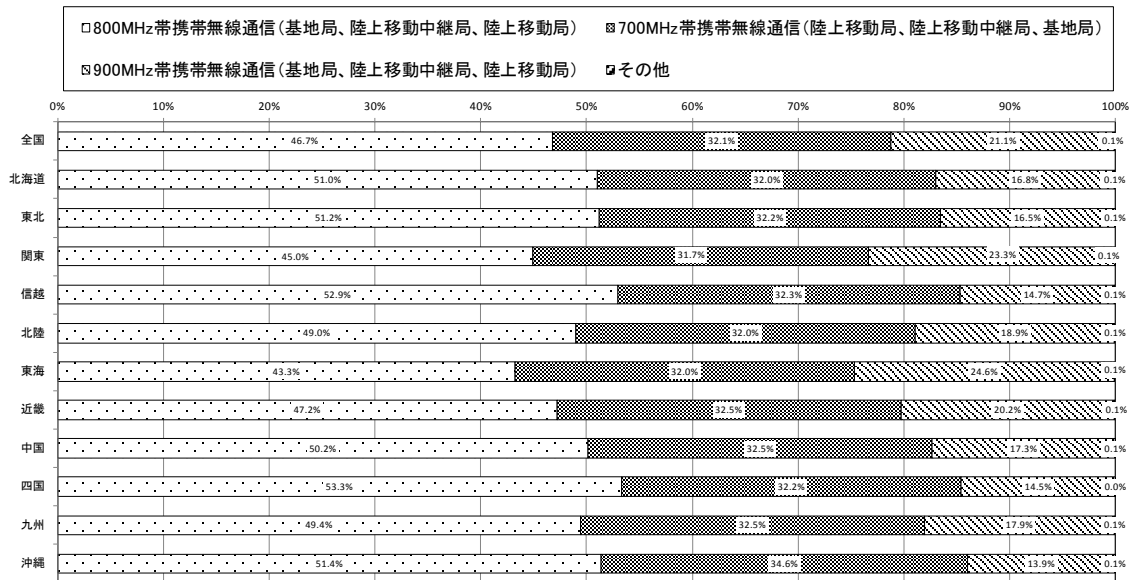 800MHz帯携帯無線通信(基地局、陸上移動中継局、陸上移動局) 700MHz帯携帯無線通信(陸上移動局、陸上移動中継局、基地局)
900MHz帯携帯無線通信(基地局、陸上移動中継局、陸上移動局) その他
0% 10% 20% 30% 40% 50% 60% 70% 80% 90% 100%
全国 46.7% 32.1% 21.1% 0.1%
北海道 51.0% 32.0% 16.8% 0.1%
東北 51.2% 32.2% 16.5% 0.1%
関東 45.0% 31.7% 23.3% 0.1%
信越 52.9% 32.3% 14.7% 0.1%
北陸 49.0% 32.0% 18.9% 0.1%
東海 43.3% 32.0% 24.6% 0.1%
近畿 47.2% 32.5% 20.2% 0.1%
中国 50.2% 32.5% 17.3% 0.1%
四国 53.3% 32.2% 14.5% 0.0%
九州 49.4% 32.5% 17.9% 0.1%
沖縄 51.4% 34.6% 13.9% 0.1%